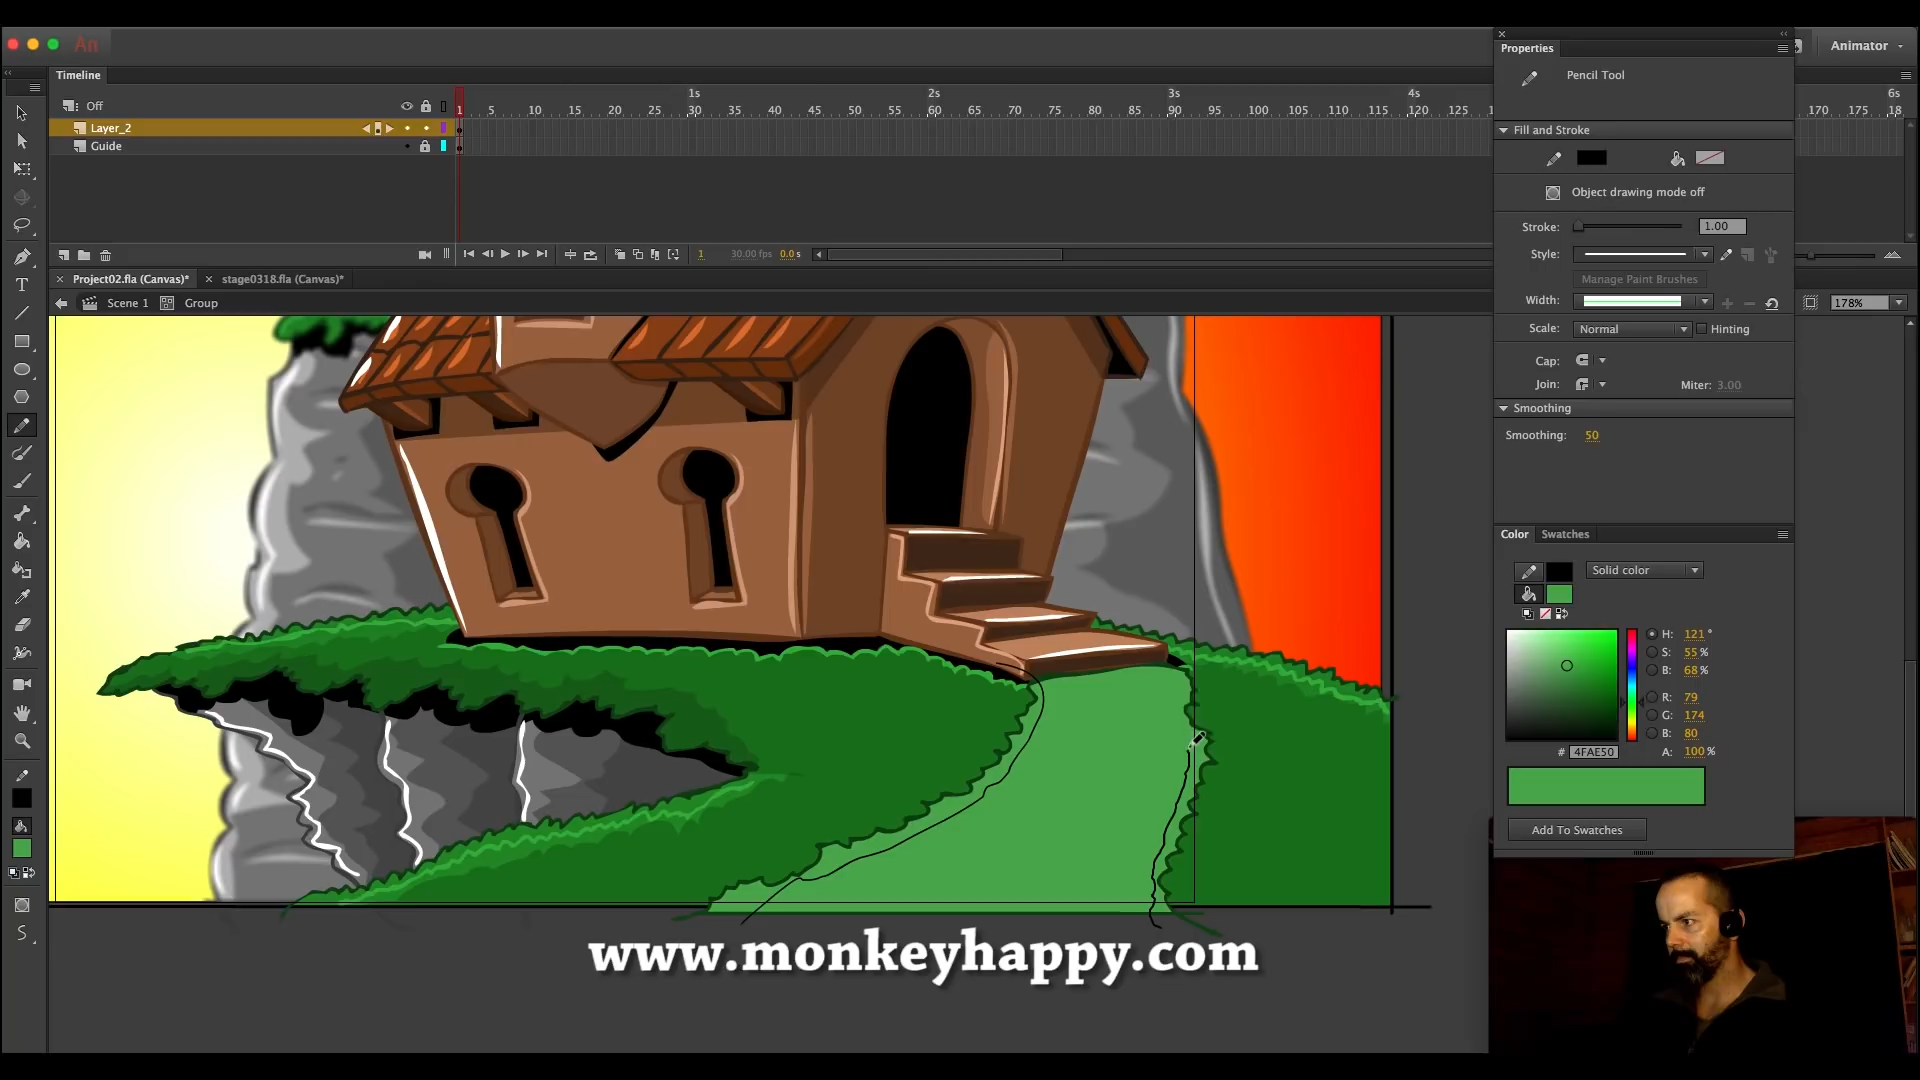 An
Animator
Properties
Pencil Tool
Timeline
1s 2s 3s 4s 6s
Off
1 5 10 15 20 25 30 35 40 45 50 55 60 65 70 75 80 85 90 95 100 105 110 115 120 125 170 175 18
Layer_2
Guide
Fill and Stroke
Object drawing mode off
Stroke: 1.00
Style:
Manage Paint Brushes
Width:
Scale: Normal Hinting
Cap:
Join: Miter: 3.00
Smoothing
Smoothing: 50
1 30.00 fps 0.0 s
Project02.fla (Canvas)* stage0318.fla (Canvas)*
Scene 1 Group
178%
Color Swatches
Solid color
H: 121 °
S: 55 %
B: 68 %
R: 79
G: 174
B: 80
# 4FAE50 A: 100 %
Add To Swatches
www.monkeyhappy.com